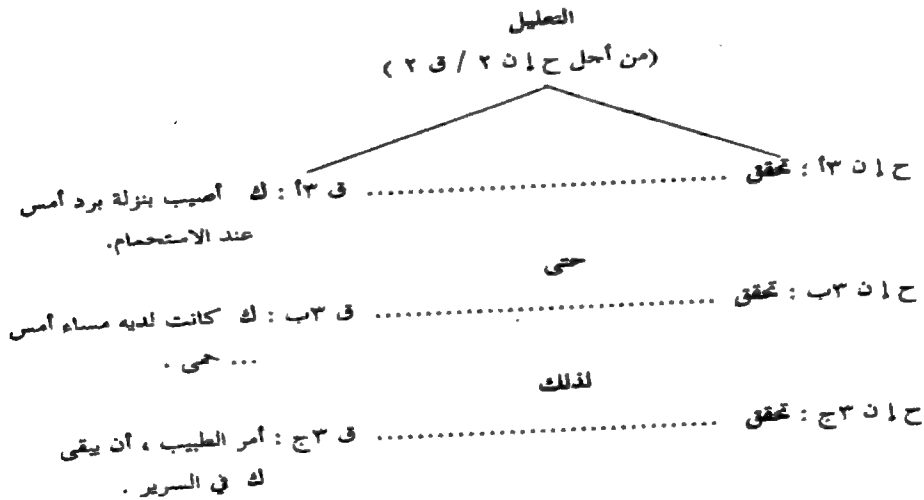 التعليل
(من أجل ح إ ن ٢ / ق ٢ )
ح إ ن ٣أ : تحقق ................................ ق ٣أ : ك أصيب بنزلة برد أمس
عند الاستحمام.
حتى
ح إ ن ٣ب : تحقق ................................ ق ٣ب : ك كانت لديه مساء أمس
... حمى .
لذلك
ح إ ن ٣ج : تحقق ................................ ق ٣ج : أمر الطبيب ، أن يبقى
ك في السرير .